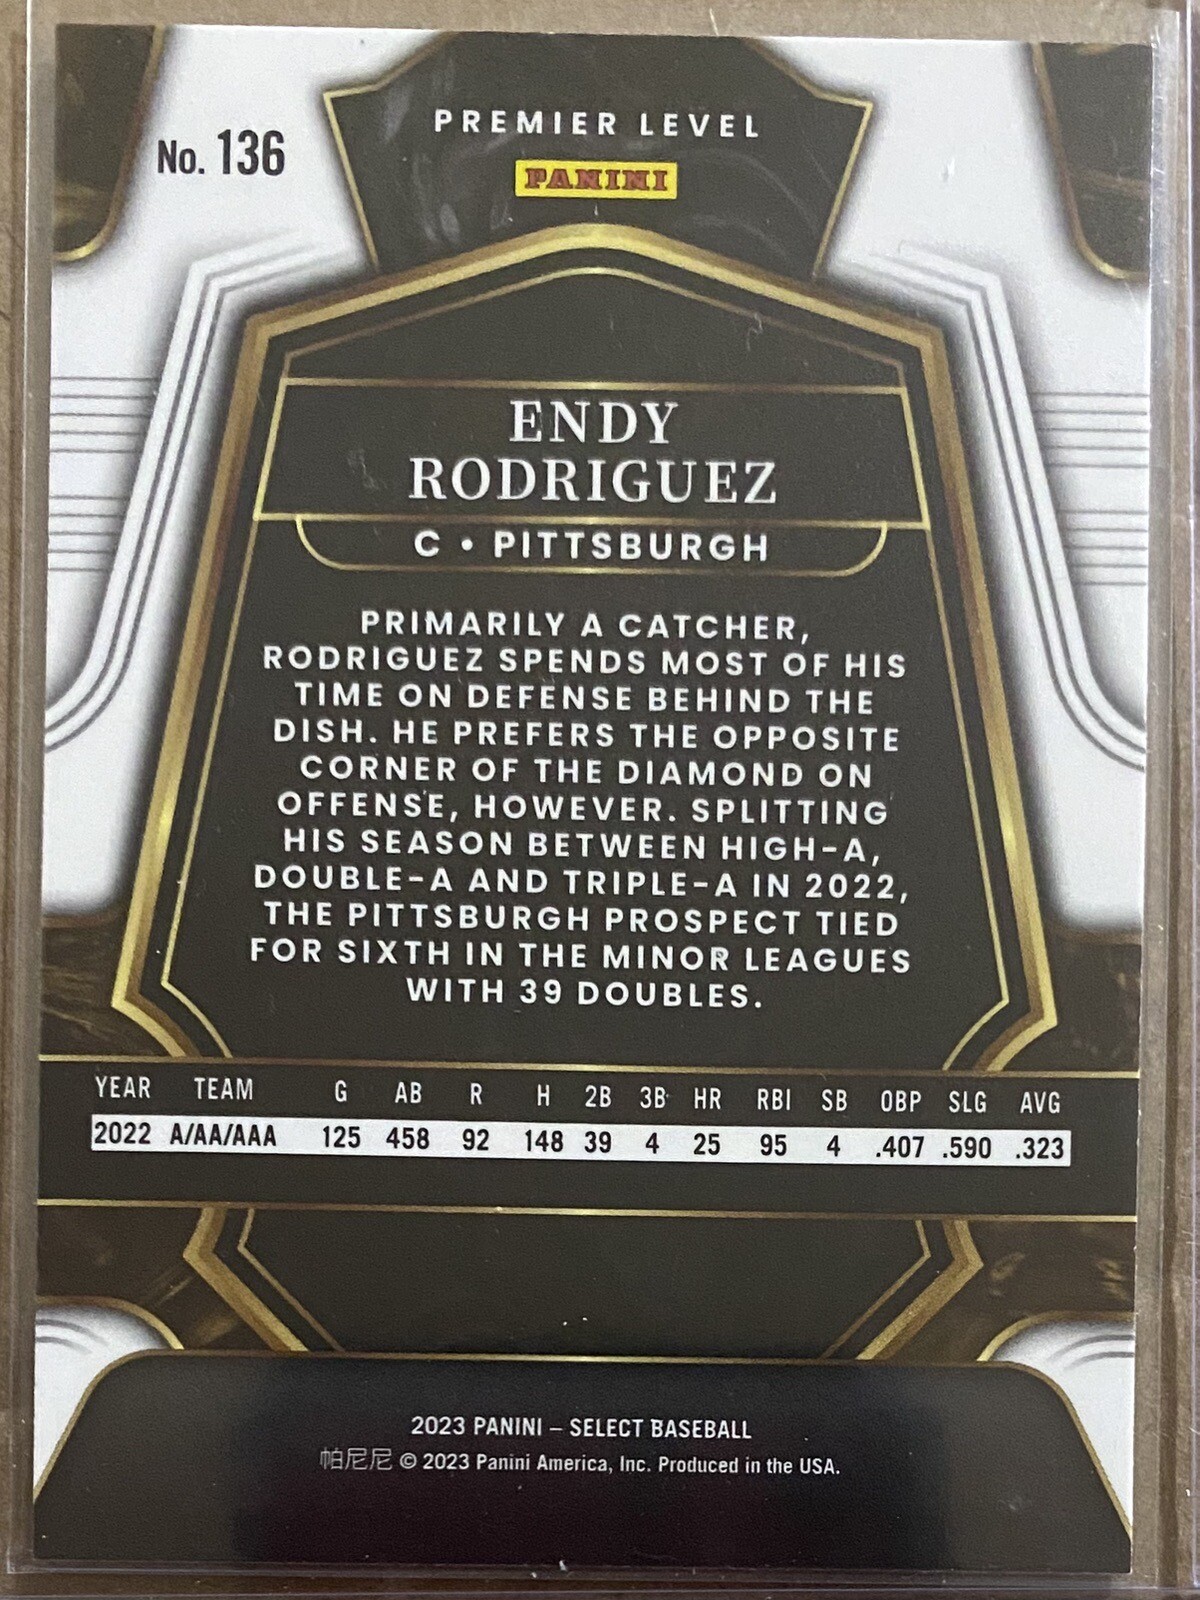 PREMIER LEVEL
No. 136
PANINI
ENDY
RODRIGUEZ
C • PITTSBURGH
PRIMARILY A CATCHER,
RODRIGUEZ SPENDS MOST OF HIS
TIME ON DEFENSE BEHIND THE
DISH. HE PREFERS THE OPPOSITE
CORNER OF THE DIAMOND ON
OFFENSE, HOWEVER. SPLITTING
HIS SEASON BETWEEN HIGH-A,
DOUBLE-A AND TRIPLE-A IN 2022,
THE PITTSBURGH PROSPECT TIED
FOR SIXTH IN THE MINOR LEAGUES
WITH 39 DOUBLES.
YEAR TEAM G AB R H 2B 3B HR RBI SB OBP SLG AVG
2022 A/AA/AAA 125 458 92 148 39 4 25 95 4 .407 .590 .323
2023 PANINI – SELECT BASEBALL
帕尼尼 © 2023 Panini America, Inc. Produced in the USA.